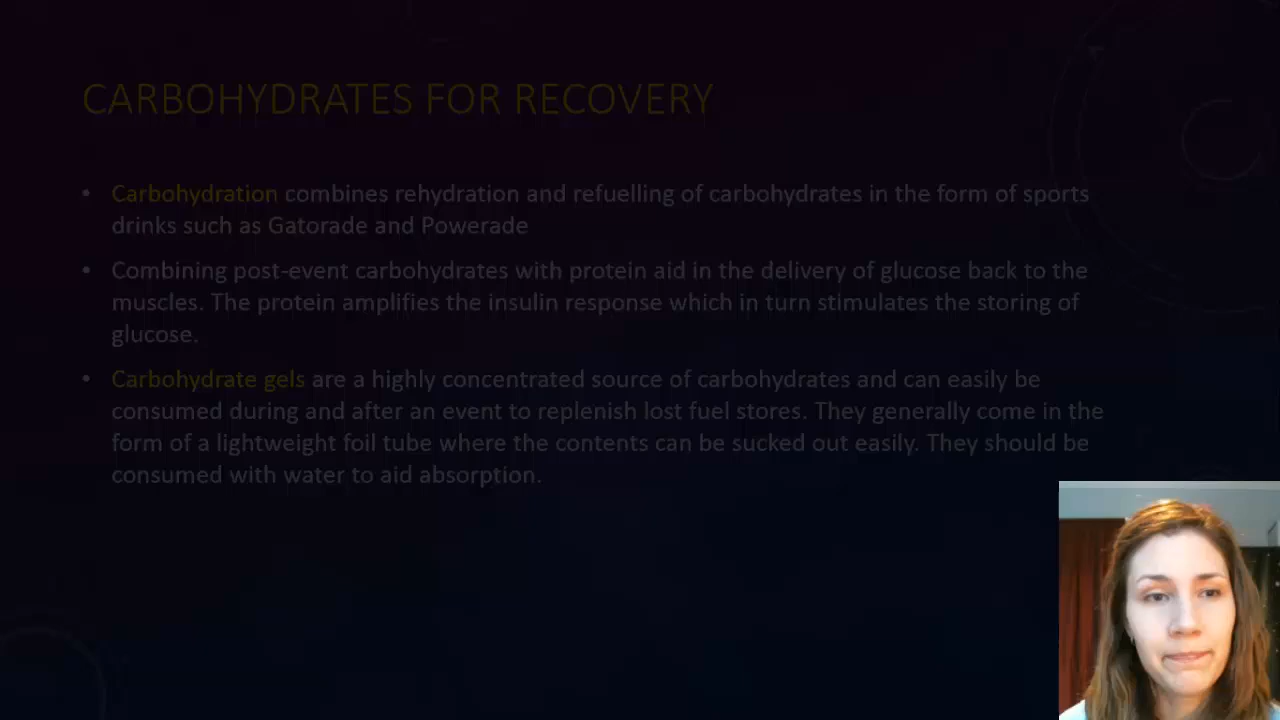 CARBOHYDRATES FOR RECOVERY
• Carbohydration combines rehydration and refuelling of carbohydrates in the form of sports
drinks such as Gatorade and Powerade
• Combining post-event carbohydrates with protein aid in the delivery of glucose back to the
muscles. The protein amplifies the insulin response which in turn stimulates the storing of
glucose.
• Carbohydrate gels are a highly concentrated source of carbohydrates and can easily be
consumed during and after an event to replenish lost fuel stores. They generally come in the
form of a lightweight foil tube where the contents can be sucked out easily. They should be
consumed with water to aid absorption.